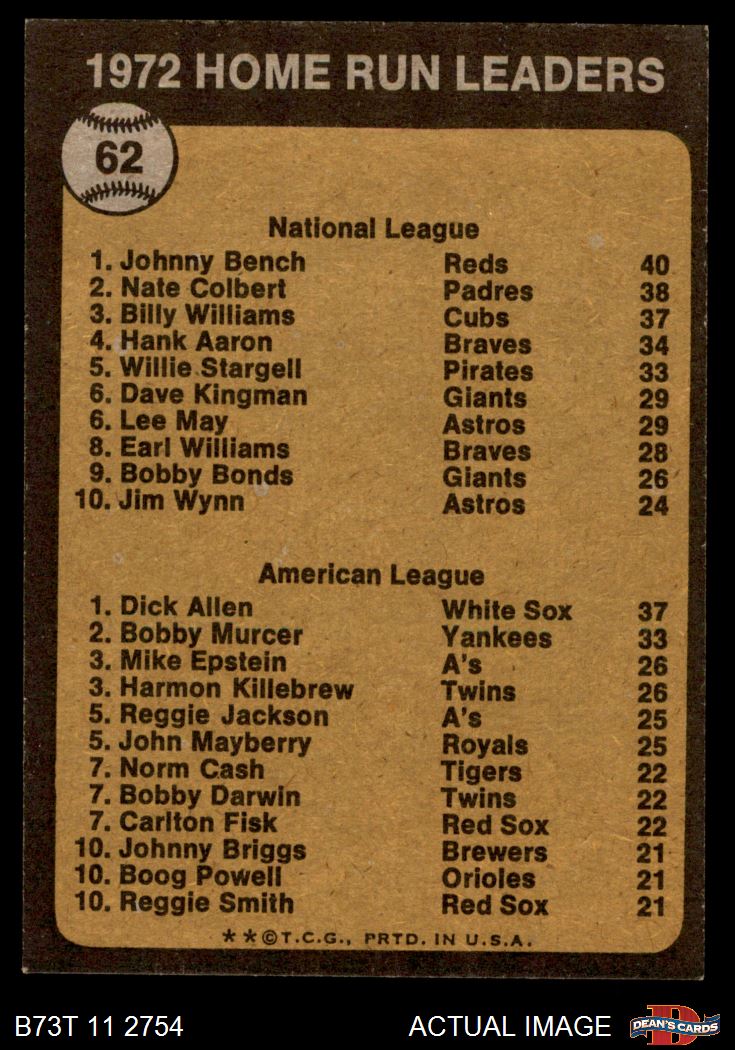 1972 HOME RUN LEADERS
62
National League
1. Johnny Bench Reds 40
2. Nate Colbert Padres 38
3. Billy Williams Cubs 37
4. Hank Aaron Braves 34
5. Willie Stargell Pirates 33
6. Dave Kingman Giants 29
6. Lee May Astros 29
8. Earl Williams Braves 28
9. Bobby Bonds Giants 26
10. Jim Wynn Astros 24
American League
1. Dick Allen White Sox 37
2. Bobby Murcer Yankees 33
3. Mike Epstein A's 26
3. Harmon Killebrew Twins 26
5. Reggie Jackson A's 25
5. John Mayberry Royals 25
7. Norm Cash Tigers 22
7. Bobby Darwin Twins 22
7. Carlton Fisk Red Sox 22
10. Johnny Briggs Brewers 21
10. Boog Powell Orioles 21
10. Reggie Smith Red Sox 21
**©T.C.G., PRTD. IN U.S.A.
B73T 11 2754 ACTUAL IMAGE D DEAN'S CARDS